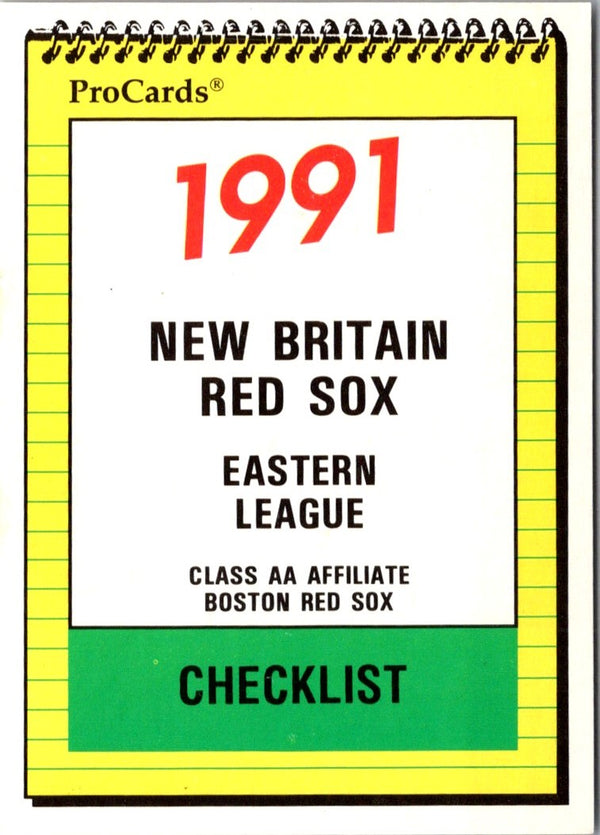 ProCards®
1991
NEW BRITAIN
RED SOX
EASTERN
LEAGUE
CLASS AA AFFILIATE
BOSTON RED SOX
CHECKLIST